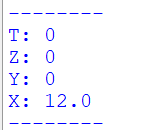 --------
T: 0
Z: 0
Y: 0
X: 12.0
--------